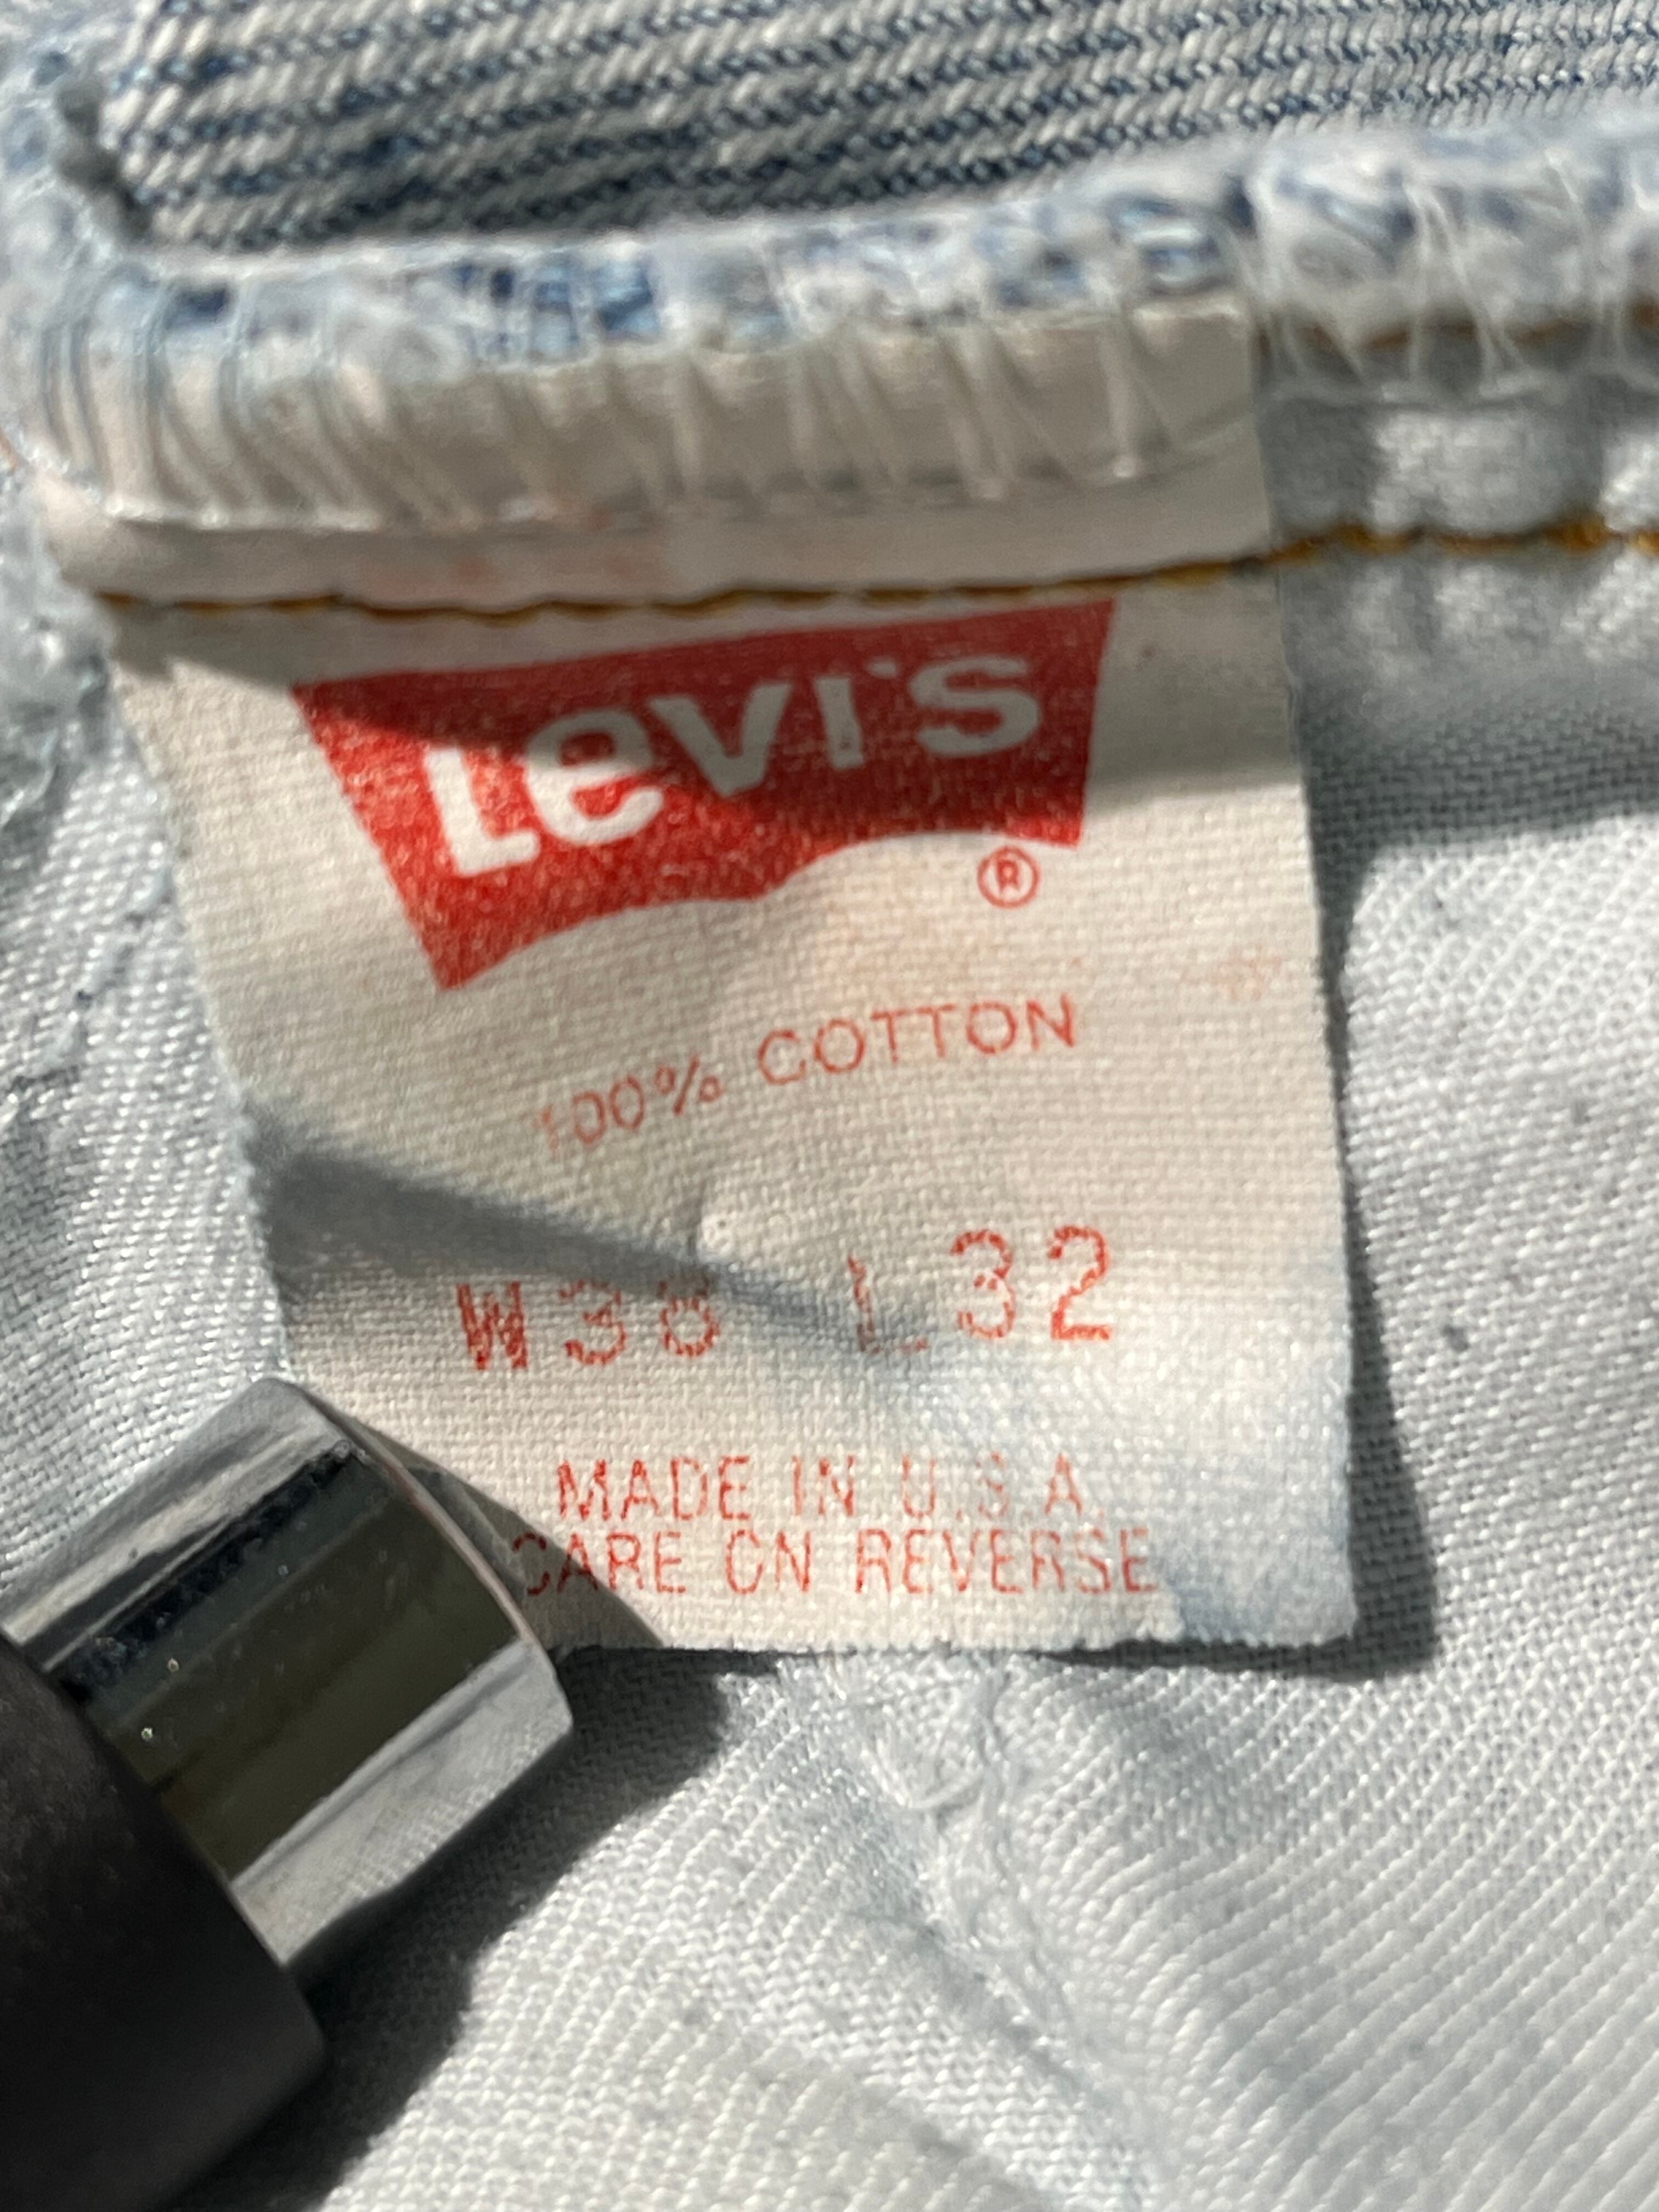 Levi's ®
100% COTTON
W38 L32
MADE IN U.S.A.
CARE ON REVERSE